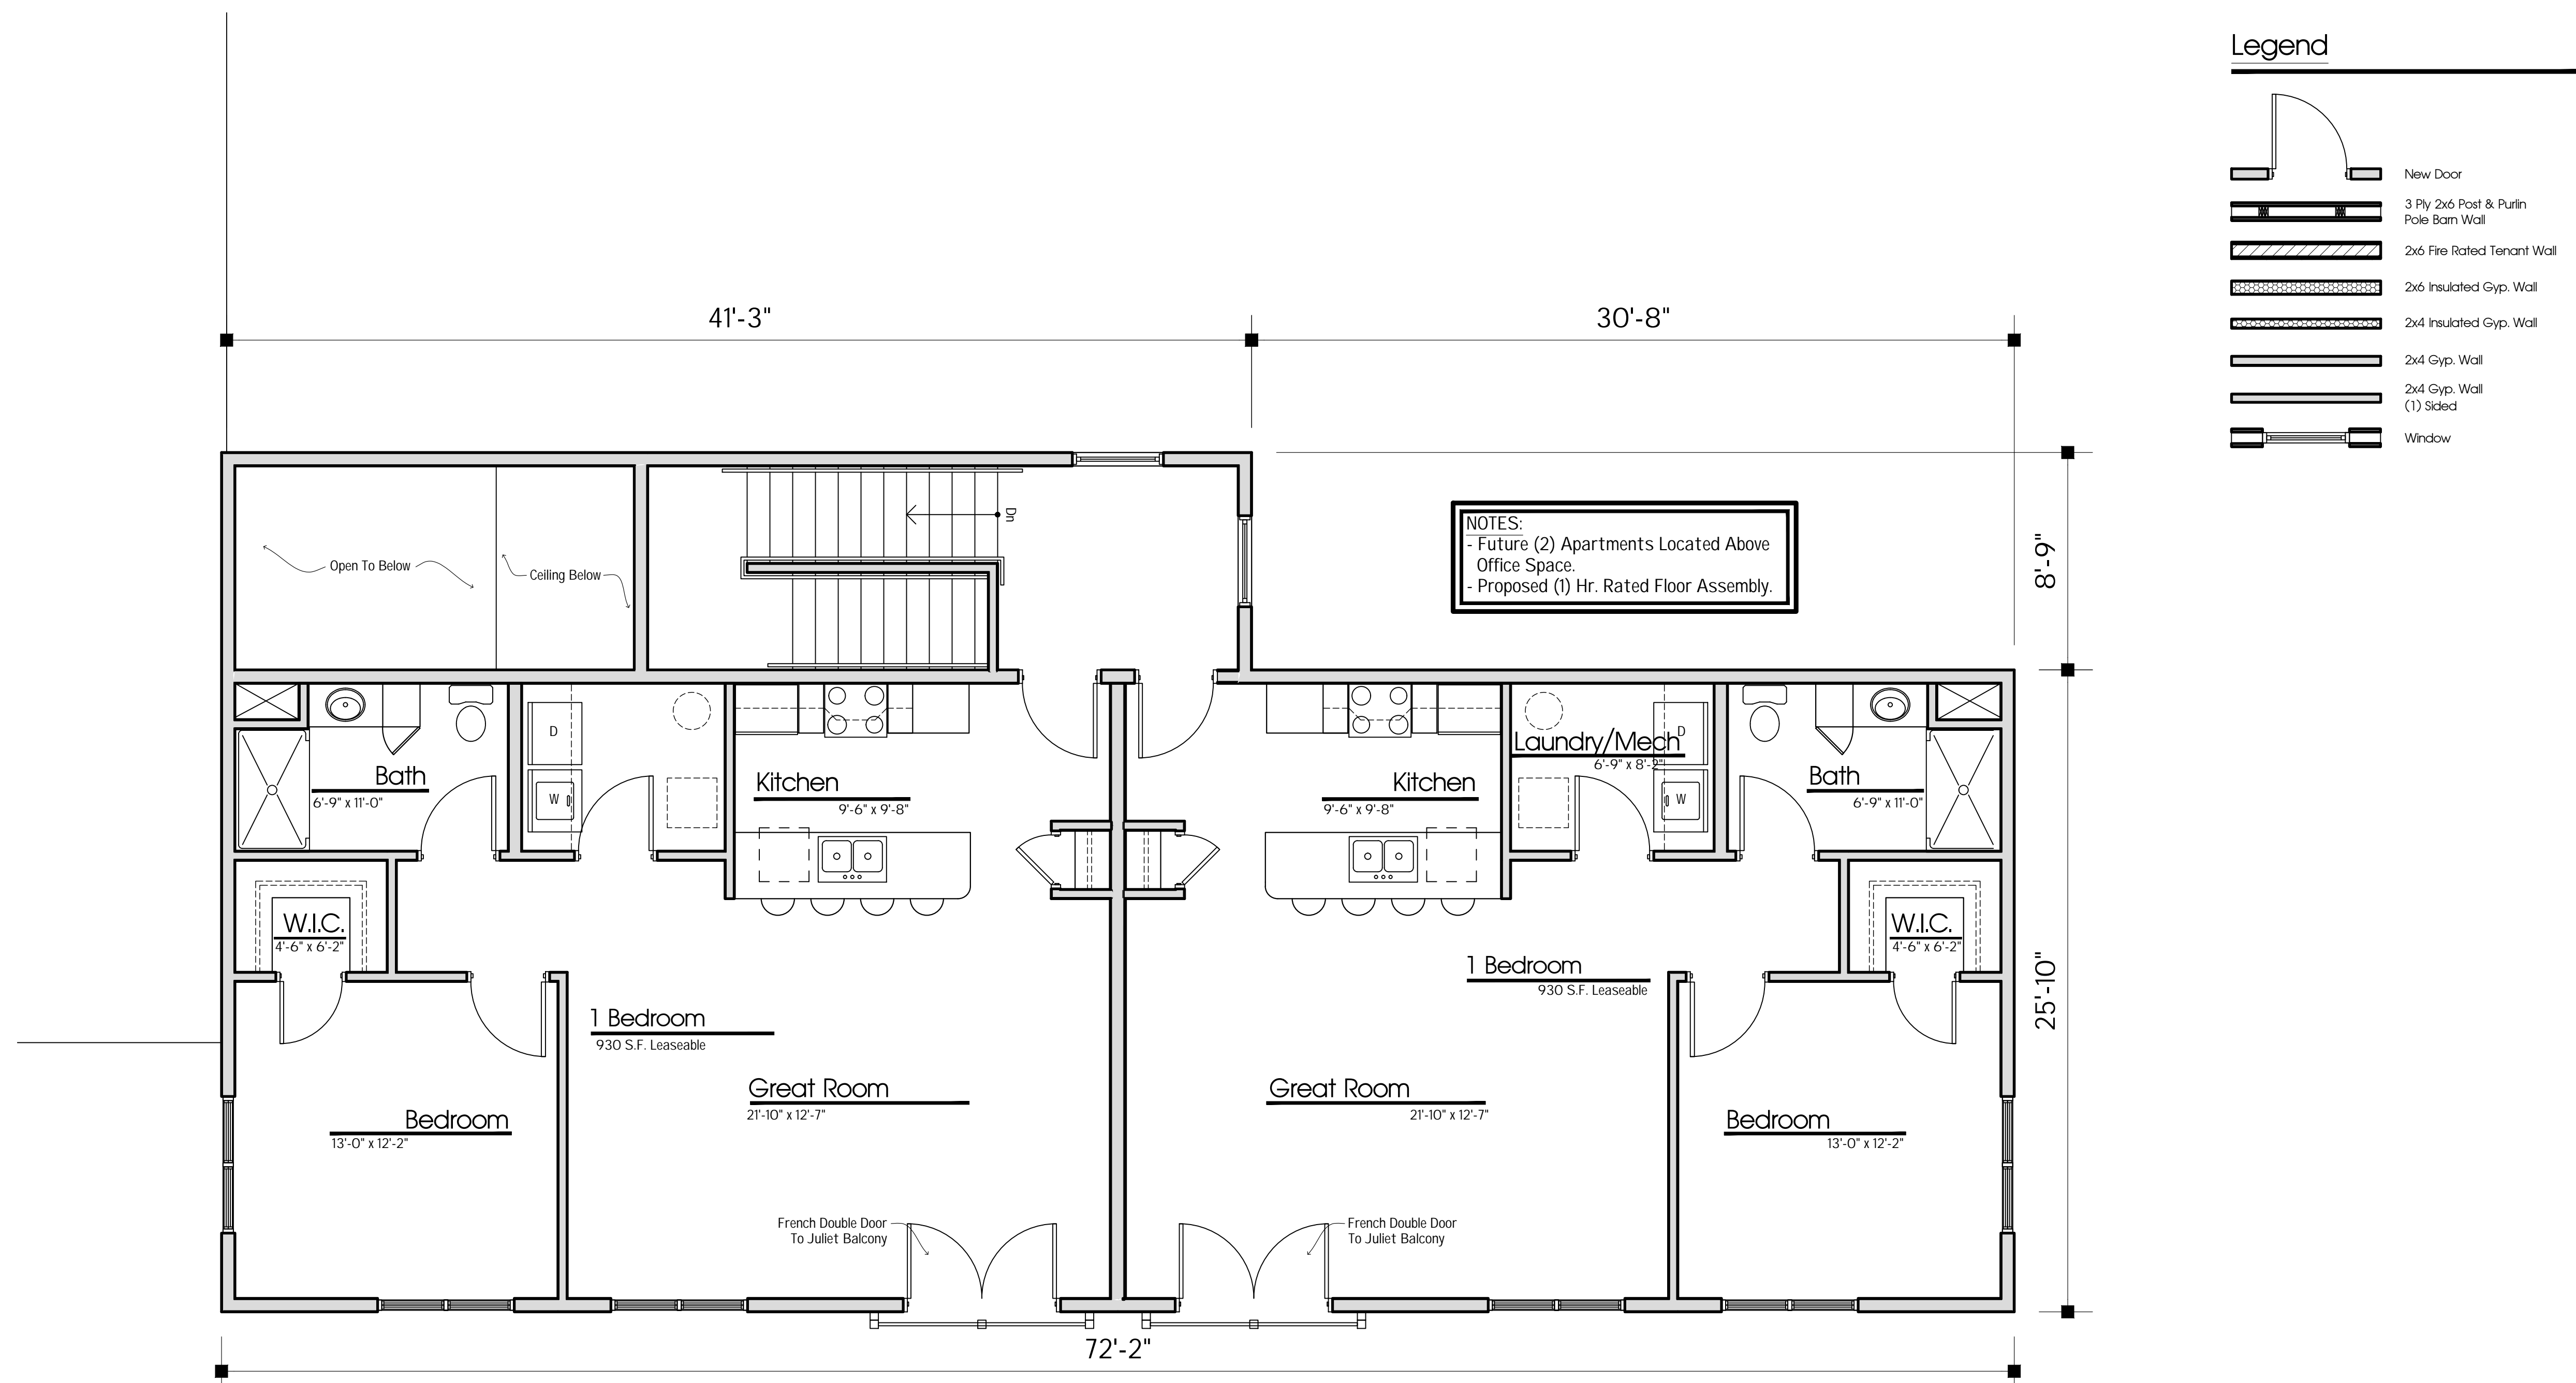 Legend
New Door
3 Ply 2x6 Post & Purlin
Pole Barn Wall
2x6 Fire Rated Tenant Wall
2x6 Insulated Gyp. Wall
2x4 Insulated Gyp. Wall
2x4 Gyp. Wall
2x4 Gyp. Wall
(1) Sided
Window
41'-3"
30'-8"
8'-9"
25'-10"
Dn
NOTES:
- Future (2) Apartments Located Above
Office Space.
- Proposed (1) Hr. Rated Floor Assembly.
Open To Below
Ceiling Below
D
W
Bath
6'-9" x 11'-0"
Kitchen
9'-6" x 9'-8"
Kitchen
9'-6" x 9'-8"
Laundry/Mech
6'-9" x 8'-2"
D
W
Bath
6'-9" x 11'-0"
W.I.C.
4'-6" x 6'-2"
W.I.C.
4'-6" x 6'-2"
1 Bedroom
930 S.F. Leaseable
1 Bedroom
930 S.F. Leaseable
Great Room
21'-10" x 12'-7"
Great Room
21'-10" x 12'-7"
Bedroom
13'-0" x 12'-2"
Bedroom
13'-0" x 12'-2"
French Double Door
To Juliet Balcony
French Double Door
To Juliet Balcony
72'-2"